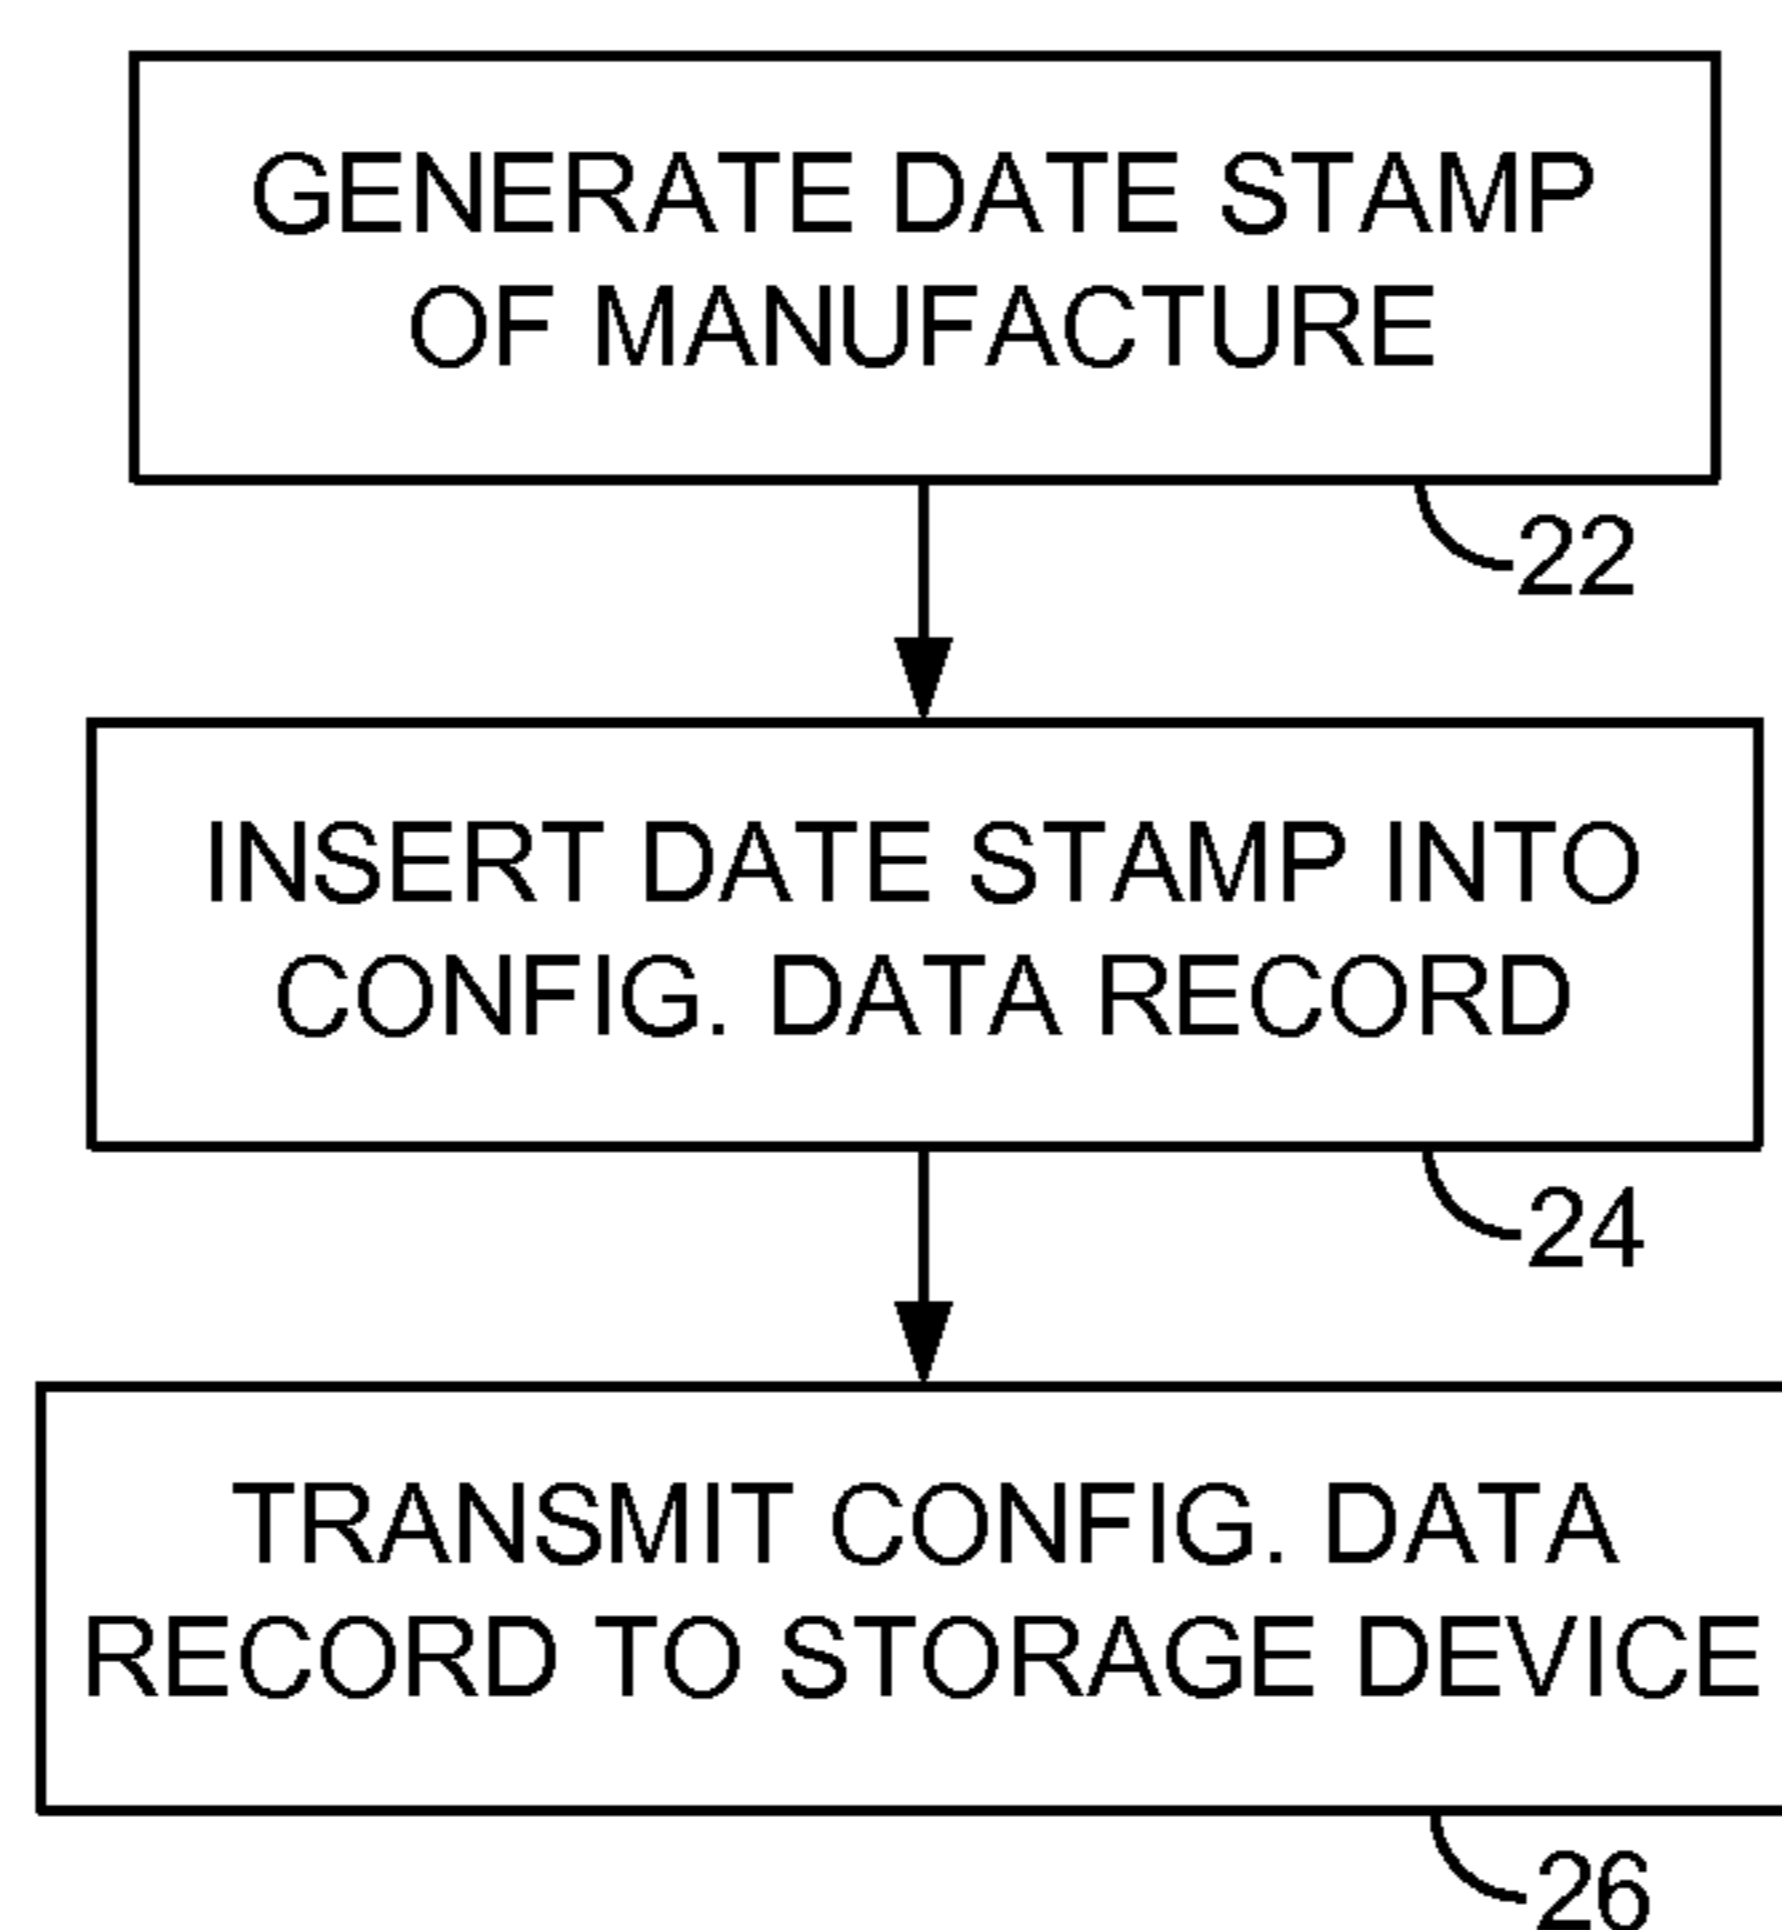 GENERATE DATE STAMP
OF MANUFACTURE
22
INSERT DATE STAMP INTO
CONFIG. DATA RECORD
24
TRANSMIT CONFIG. DATA
RECORD TO STORAGE DEVICE
26